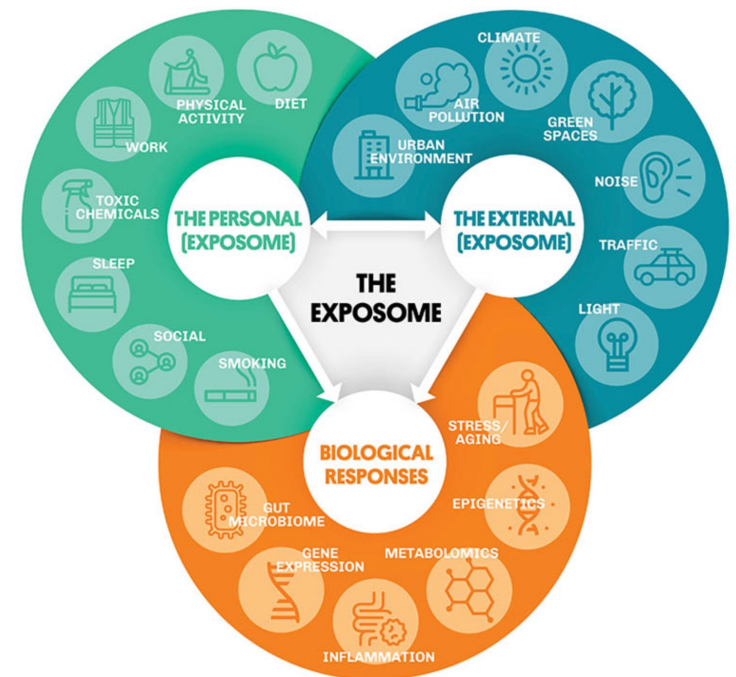 DIET
PHYSICAL
ACTIVITY
WORK
TOXIC
CHEMICALS
SLEEP
SOCIAL
SMOKING
THE PERSONAL
(EXPOSOME)
CLIMATE
AIR
POLLUTION
URBAN
ENVIRONMENT
GREEN
SPACES
NOISE
TRAFFIC
LIGHT
THE EXTERNAL
(EXPOSOME)
THE
EXPOSOME
BIOLOGICAL
RESPONSES
STRESS/
AGING
EPIGENETICS
METABOLOMICS
INFLAMMATION
GENE
EXPRESSION
GUT
MICROBIOME